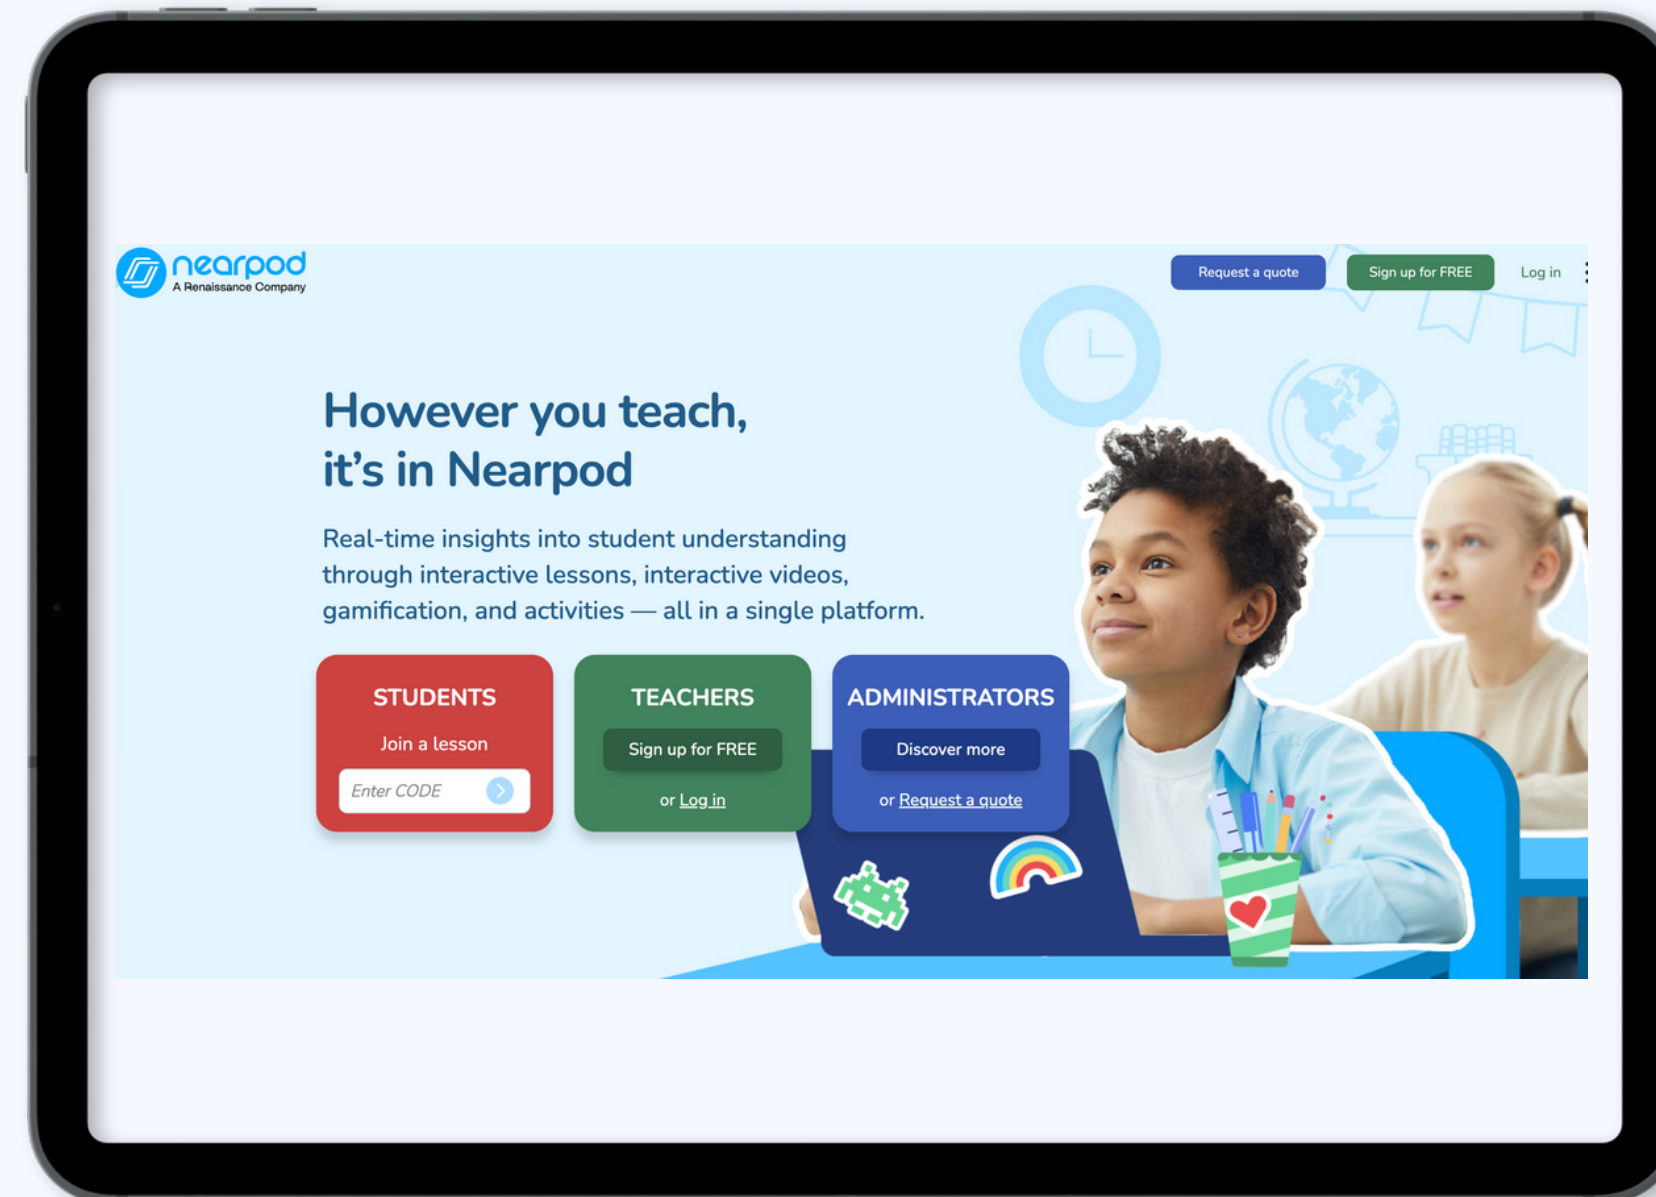 nearpod
A Renaissance Company
Request a quote
Sign up for FREE
Log in
However you teach,
it's in Nearpod
Real-time insights into student understanding
through interactive lessons, interactive videos,
gamification, and activities — all in a single platform.
STUDENTS
Join a lesson
Enter CODE
TEACHERS
Sign up for FREE
or Log in
ADMINISTRATORS
Discover more
or Request a quote